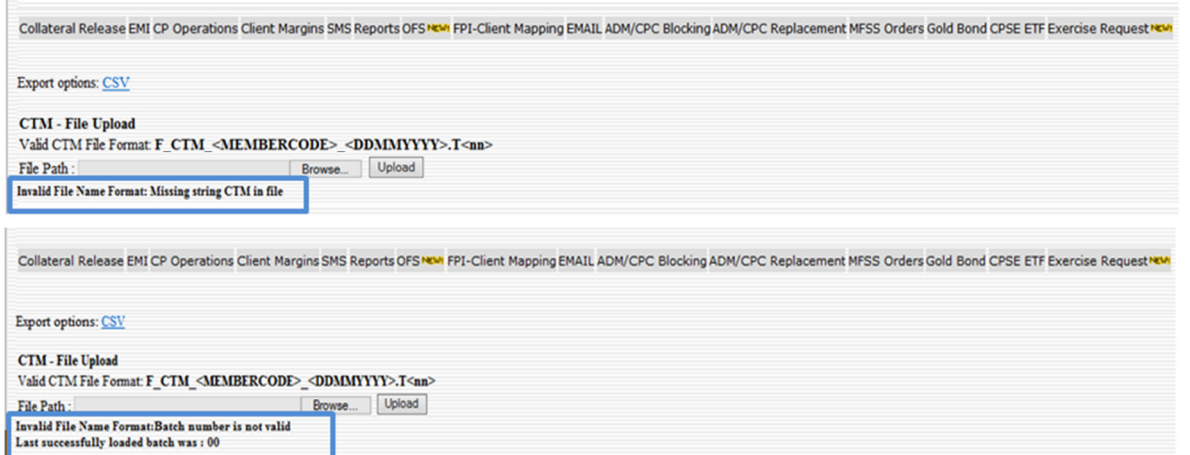 Collateral Release EMI CP Operations Client Margins SMS Reports OFS NEW! FPI-Client Mapping EMAIL ADM/CPC Blocking ADM/CPC Replacement MFSS Orders Gold Bond CPSE ETF Exercise Request NEW!
Export options: CSV
CTM - File Upload
Valid CTM File Format: F_CTM_<MEMBERCODE>_<DDMMYYYY>.T<nn>
File Path : Browse... Upload
Invalid File Name Format: Missing string CTM in file
Collateral Release EMI CP Operations Client Margins SMS Reports OFS NEW! FPI-Client Mapping EMAIL ADM/CPC Blocking ADM/CPC Replacement MFSS Orders Gold Bond CPSE ETF Exercise Request NEW!
Export options: CSV
CTM - File Upload
Valid CTM File Format: F_CTM_<MEMBERCODE>_<DDMMYYYY>.T<nn>
File Path : Browse... Upload
Invalid File Name Format:Batch number is not valid
Last successfully loaded batch was : 00